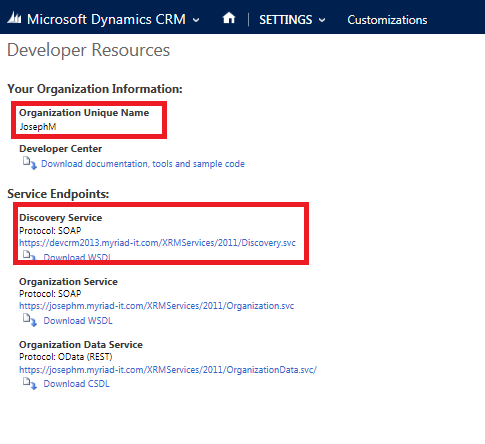 Microsoft Dynamics CRM SETTINGS Customizations
Developer Resources
Your Organization Information:
Organization Unique Name
JosephM
Developer Center
Download documentation, tools and sample code
Service Endpoints:
Discovery Service
Protocol: SOAP
https://devcrm2013.myriad-it.com/XRMServices/2011/Discovery.svc
Download WSDL
Organization Service
Protocol: SOAP
https://josephm.myriad-it.com/XRMServices/2011/Organization.svc
Download WSDL
Organization Data Service
Protocol: OData (REST)
https://josephm.myriad-it.com/XRMServices/2011/OrganizationData.svc/
Download CSDL